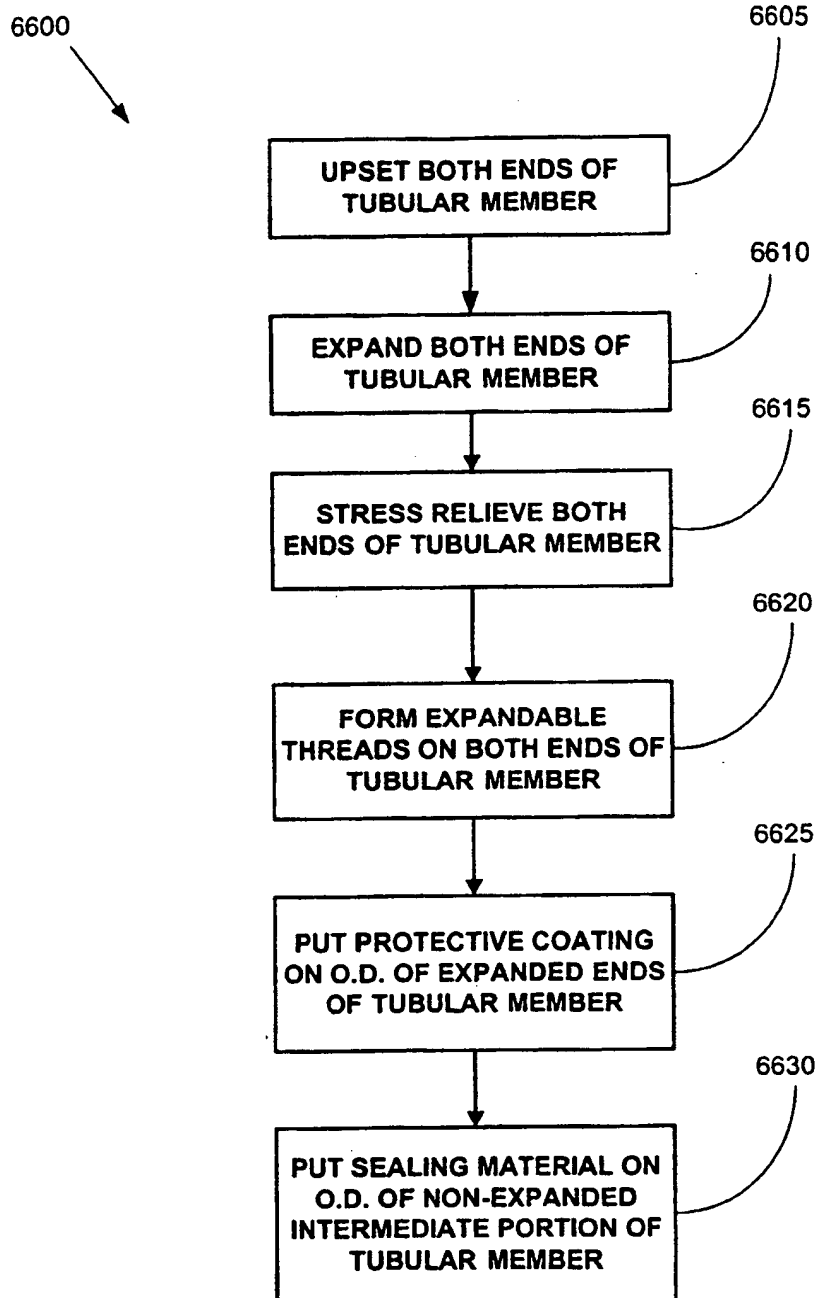 6600
6605
UPSET BOTH ENDS OF
TUBULAR MEMBER
6610
EXPAND BOTH ENDS OF
TUBULAR MEMBER
6615
STRESS RELIEVE BOTH
ENDS OF TUBULAR MEMBER
6620
FORM EXPANDABLE
THREADS ON BOTH ENDS OF
TUBULAR MEMBER
6625
PUT PROTECTIVE COATING
ON O.D. OF EXPANDED ENDS
OF TUBULAR MEMBER
6630
PUT SEALING MATERIAL ON
O.D. OF NON-EXPANDED
INTERMEDIATE PORTION OF
TUBULAR MEMBER